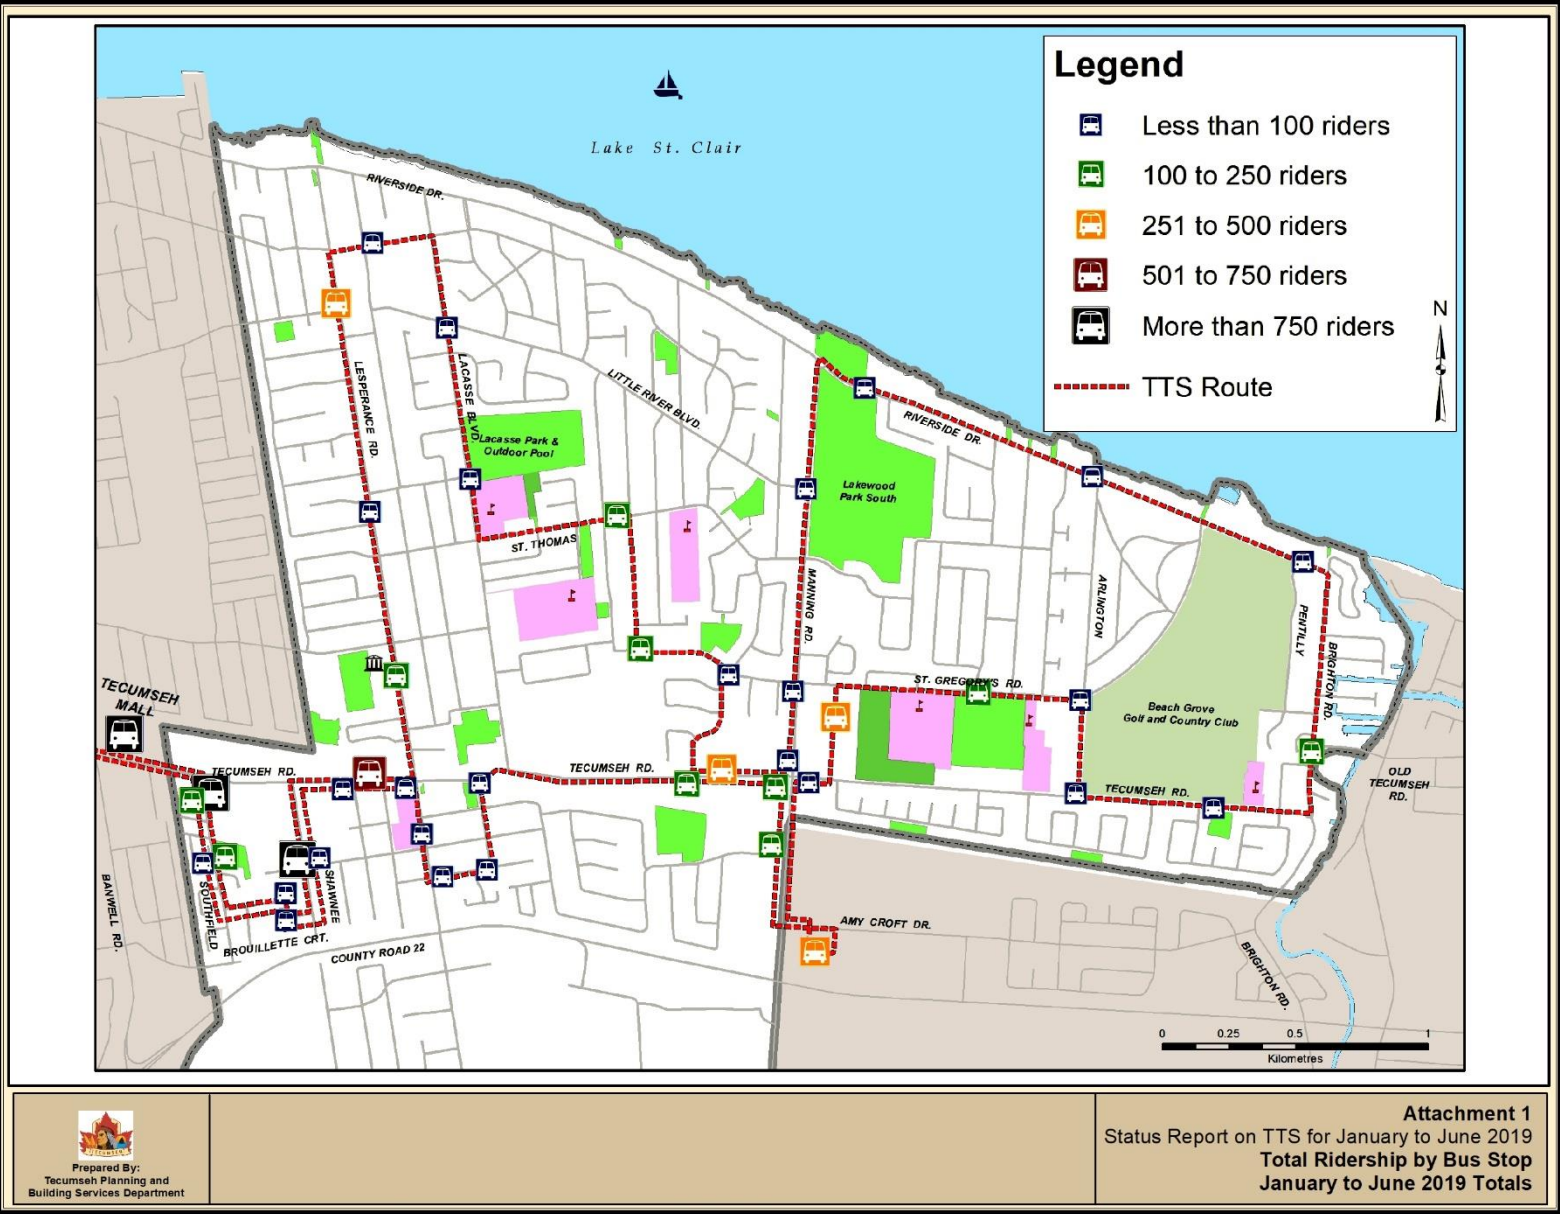 Legend
Less than 100 riders
100 to 250 riders
251 to 500 riders
501 to 750 riders
More than 750 riders
TTS Route
N
Lake St. Clair
RIVERSIDE DR.
LESPERANCE RD.
LACASSE BLVD.
LITTLE RIVER BLVD.
RIVERSIDE DR.
Lacasse Park &
Outdoor Pool
Lakewood
Park South
ST. THOMAS
MANNING RD.
ARLINGTON
PENTILLY
BRIGHTON RD.
TECUMSEH
MALL
ST. GREGORY'S RD.
Beach Grove
Golf and Country Club
TECUMSEH RD.
TECUMSEH RD.
TECUMSEH RD.
OLD
TECUMSEH
RD.
BANWELL RD.
SOUTHFIELD
SHAWNEE
BROUILLETTE CRT.
COUNTY ROAD 22
AMY CROFT DR.
BRIGHTON RD.
0 0.25 0.5 1
Kilometres
TECUMSEH
Prepared By:
Tecumseh Planning and
Building Services Department
Attachment 1
Status Report on TTS for January to June 2019
Total Ridership by Bus Stop
January to June 2019 Totals